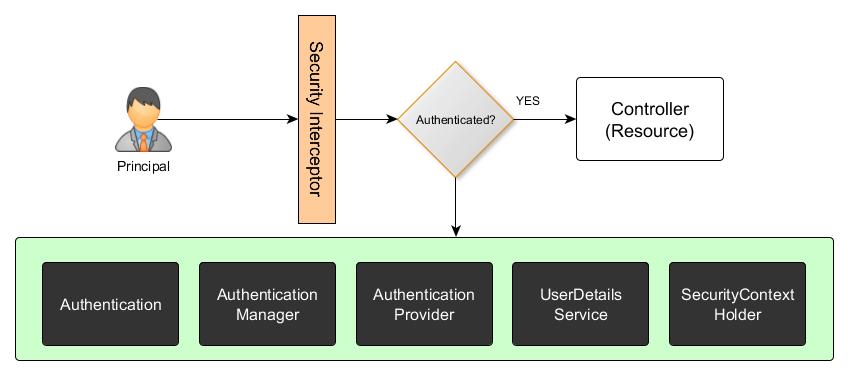 Security Interceptor
YES
Authenticated?
Controller
(Resource)
Principal
Authentication
Authentication
Manager
Authentication
Provider
UserDetails
Service
SecurityContext
Holder